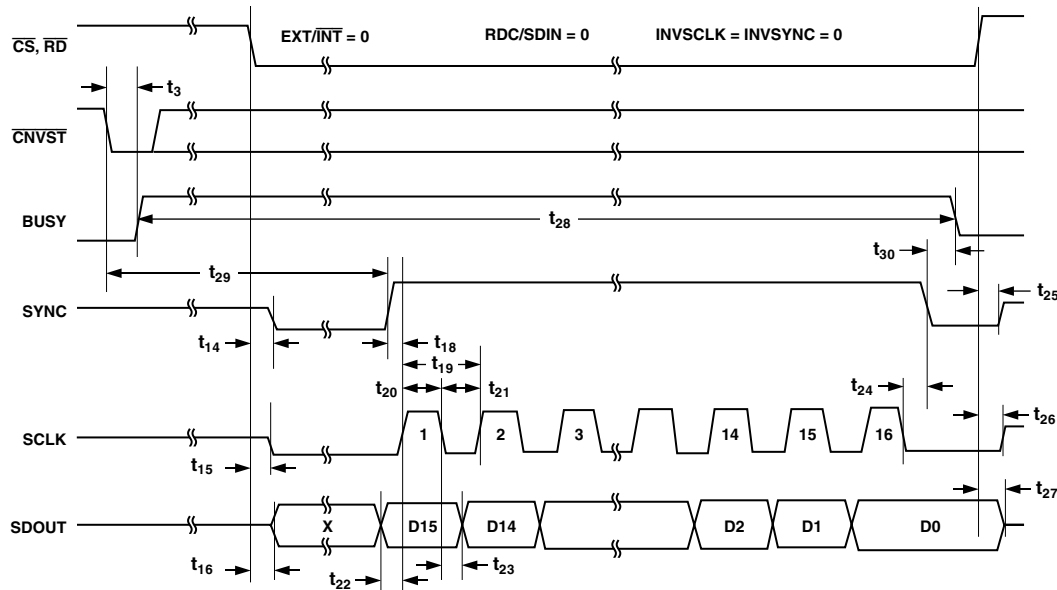 EXT/INT = 0 RDC/SDIN = 0 INVSCLK = INVSYNC = 0
CS, RD
t3
CNVST
BUSY
t28
t30
t29
t25
SYNC
t14
t18
t19
t20
t21
t24
t26
SCLK
1 2 3 14 15 16
t15
t27
SDOUT
X D15 D14 D2 D1 D0
t16
t22
t23